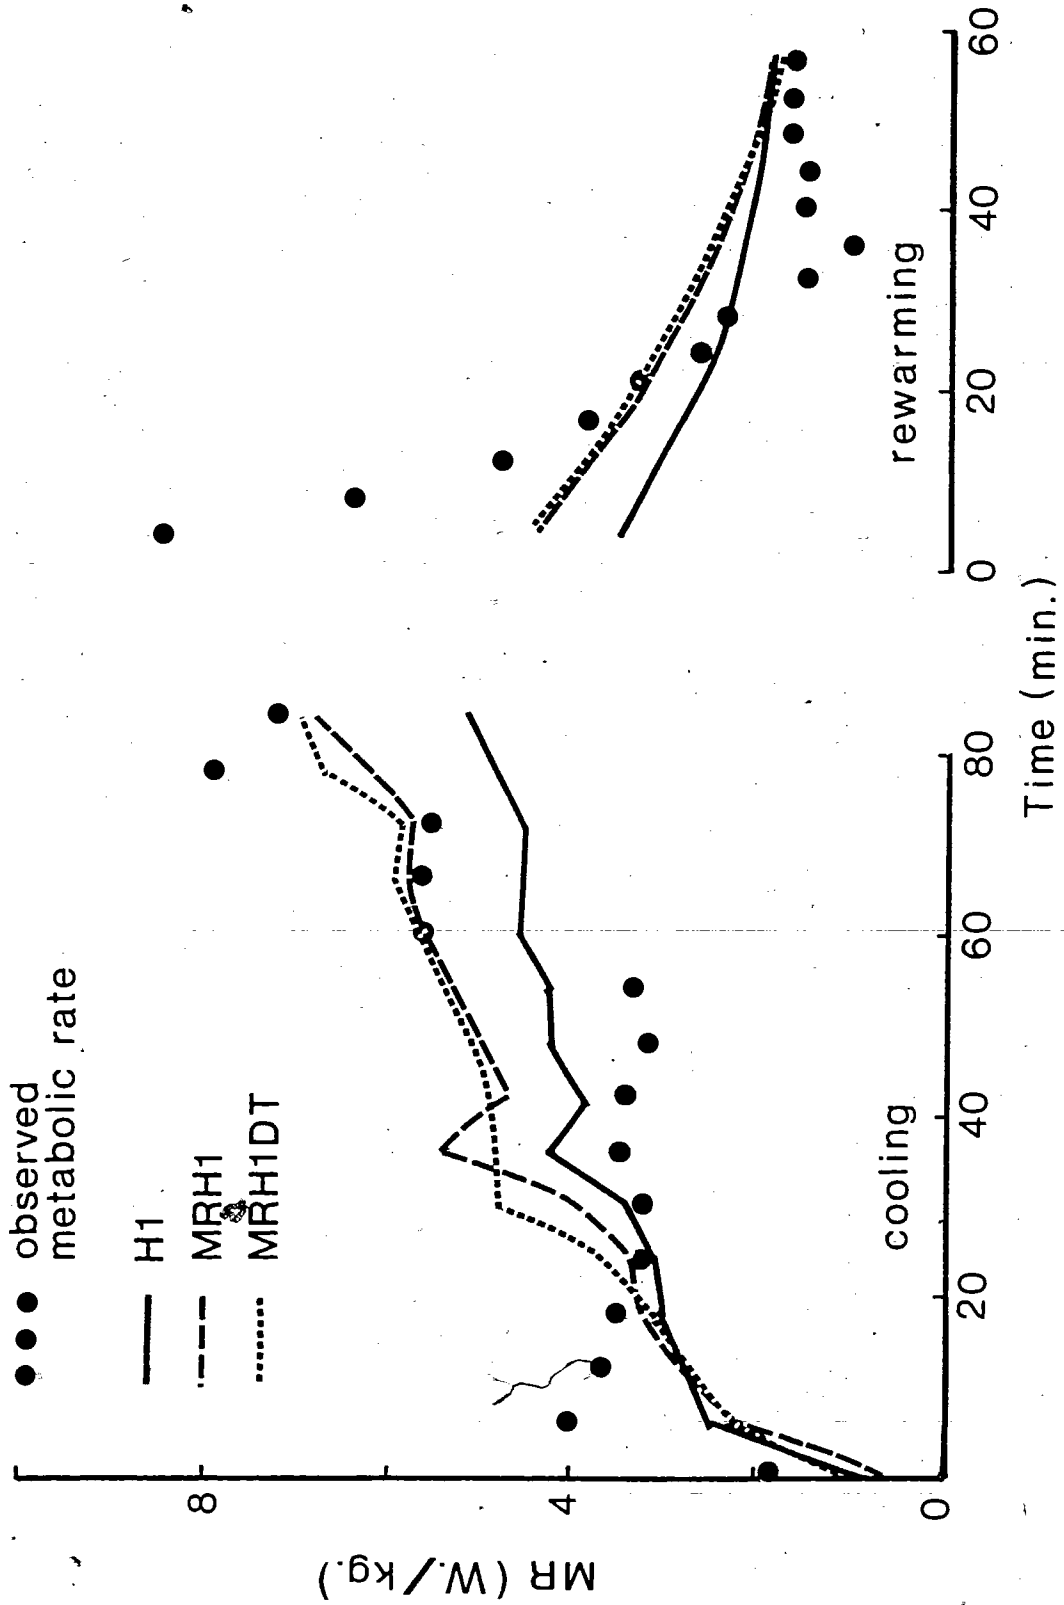 observed
metabolic rate
H1
MRH1
MRH1DT
MR (W./kg.)
8
4
0
20
40
60
80
cooling
0
20
40
60
rewarming
Time (min.)